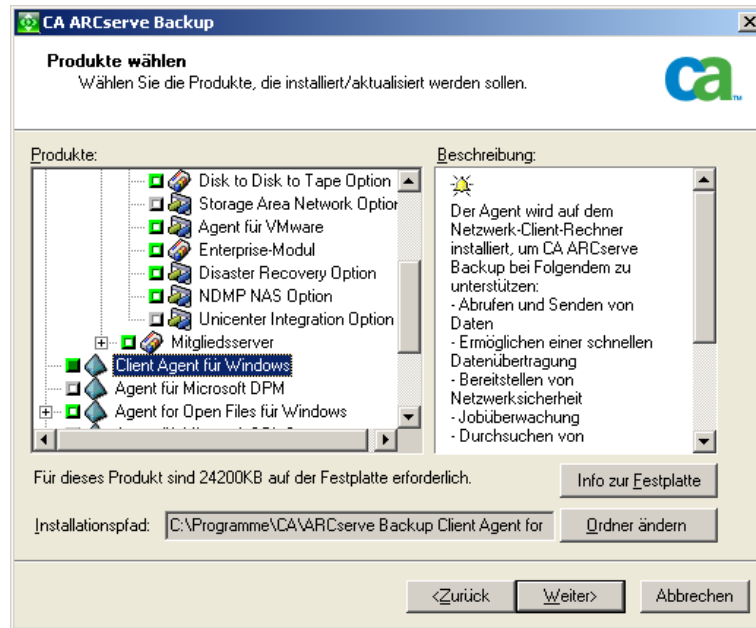 CA ARCserve Backup
Produkte wählen
Wählen Sie die Produkte, die installiert/aktualisiert werden sollen.
ca
TM
Produkte:
Disk to Disk to Tape Option
Storage Area Network Option
Agent für VMware
Enterprise-Modul
Disaster Recovery Option
NDMP NAS Option
Unicenter Integration Option
Mitgliedsserver
Client Agent für Windows
Agent für Microsoft DPM
Agent for Open Files für Windows
Beschreibung:
Der Agent wird auf dem
Netzwerk-Client-Rechner
installiert, um CA ARCserve
Backup bei Folgendem zu
unterstützen:
- Abrufen und Senden von
Daten
- Ermöglichen einer schnellen
Datenübertragung
- Bereitstellen von
Netzwerksicherheit
- Jobüberwachung
- Durchsuchen von
Für dieses Produkt sind 24200KB auf der Festplatte erforderlich.
Info zur Festplatte
Installationspfad:
C:\Programme\CA\ARCserve Backup Client Agent for
Ordner ändern
<Zurück
Weiter>
Abbrechen